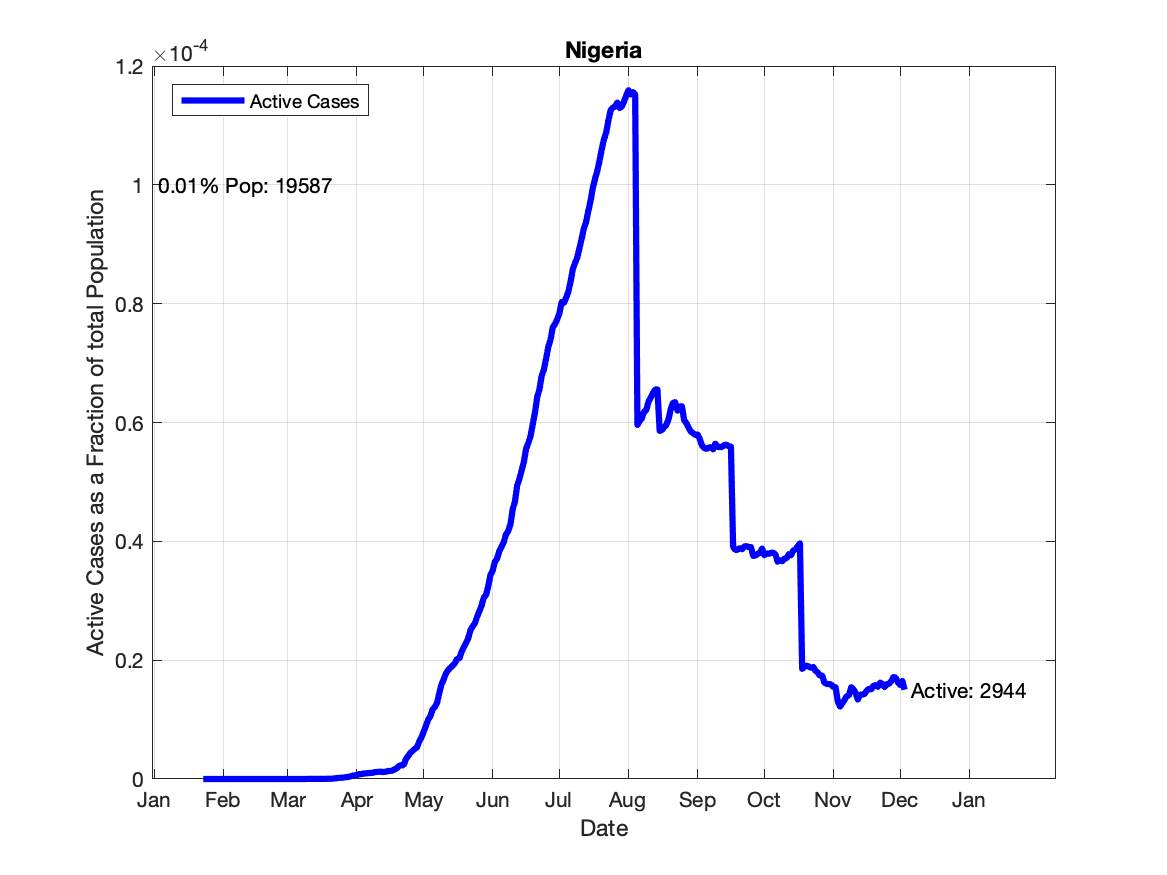 Nigeria
×10-4
1.2
1
0.8
0.6
0.4
0.2
0
Active Cases as a Fraction of total Population
Active Cases
0.01% Pop: 19587
Active: 2944
Jan Feb Mar Apr May Jun Jul Aug Sep Oct Nov Dec Jan
Date